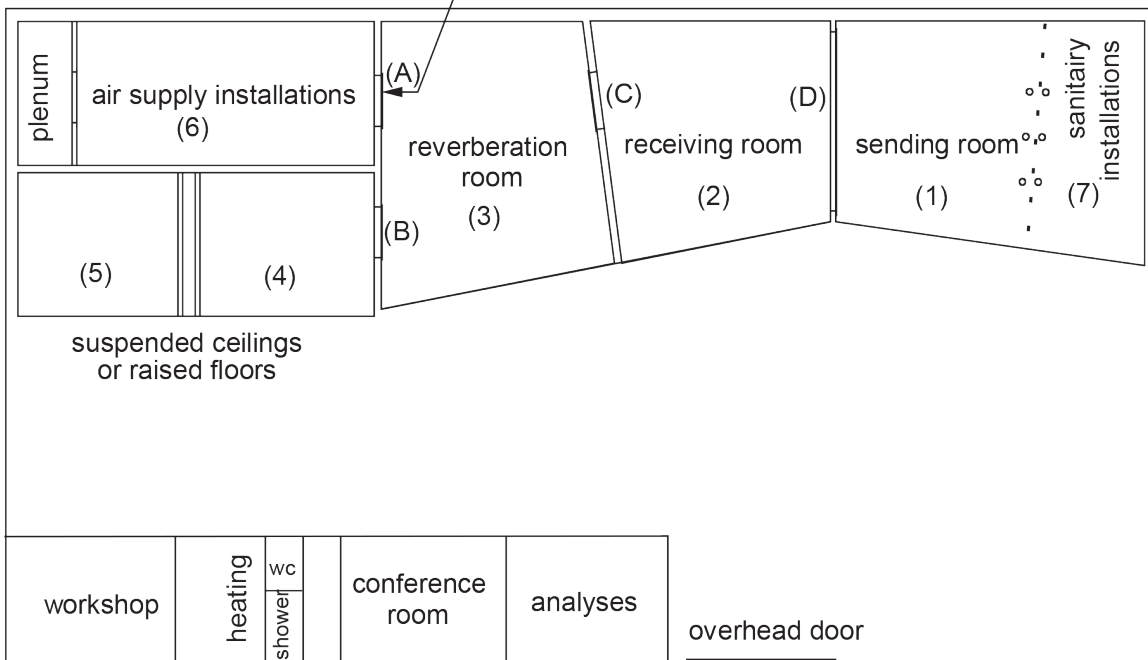 plenum
air supply installations
(6)
(A)
reverberation
room
(3)
(B)
(C)
receiving room
(2)
(D)
sending room
(1)
sanitairy
installations
(7)
(5)
(4)
suspended ceilings
or raised floors
workshop
heating
wc
shower
conference
room
analyses
overhead door